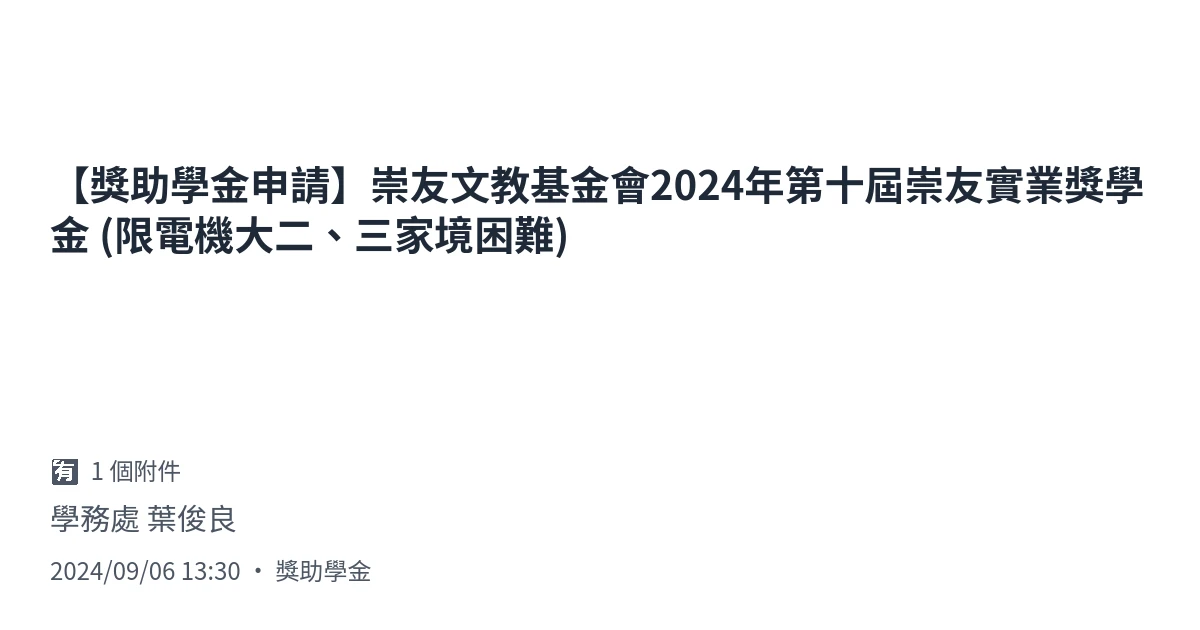 【獎助學金申請】崇友文教基金會2024年第十屆崇友實業獎學
金 (限電機大二、三家境困難)
有 1 個附件
學務處 葉俊良
2024/09/06 13:30 • 獎助學金